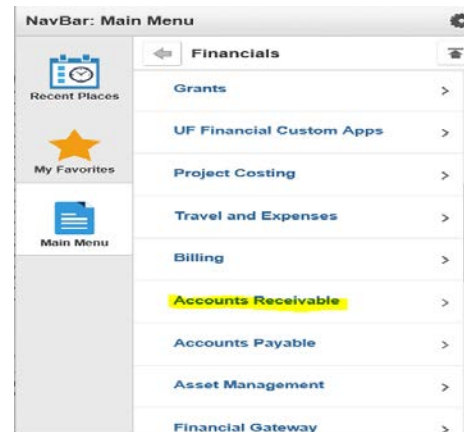 NavBar: Main Menu
Financials
Recent Places
My Favorites
Main Menu
Grants
UF Financial Custom Apps
Project Costing
Travel and Expenses
Billing
Accounts Receivable
Accounts Payable
Asset Management
Financial Gateway